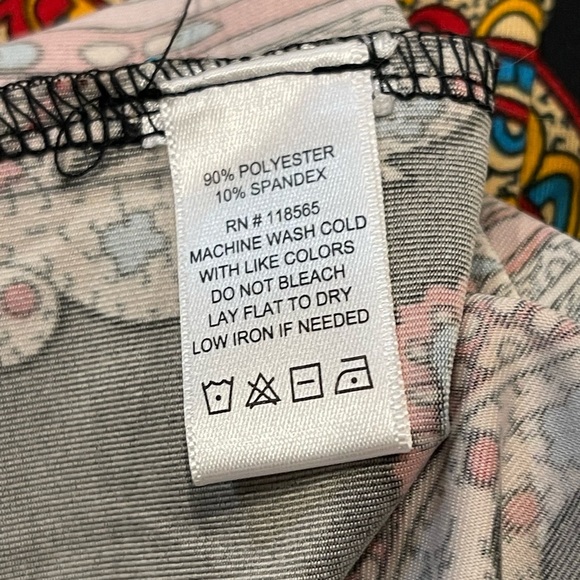 90% POLYESTER
10% SPANDEX
RN # 118565
MACHINE WASH COLD
WITH LIKE COLORS
DO NOT BLEACH
LAY FLAT TO DRY
LOW IRON IF NEEDED